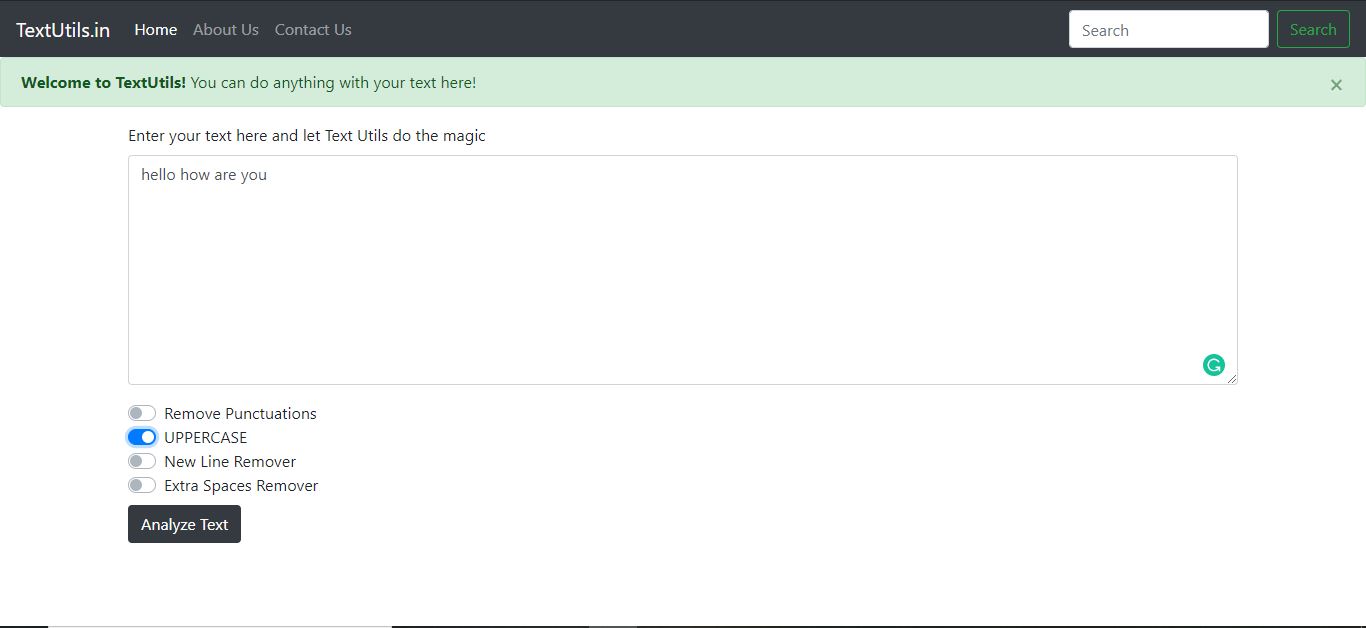 TextUtils.in Home About Us Contact Us Search Search
Welcome to TextUtils! You can do anything with your text here! ×
Enter your text here and let Text Utils do the magic
hello how are you
Remove Punctuations
UPPERCASE
New Line Remover
Extra Spaces Remover
Analyze Text